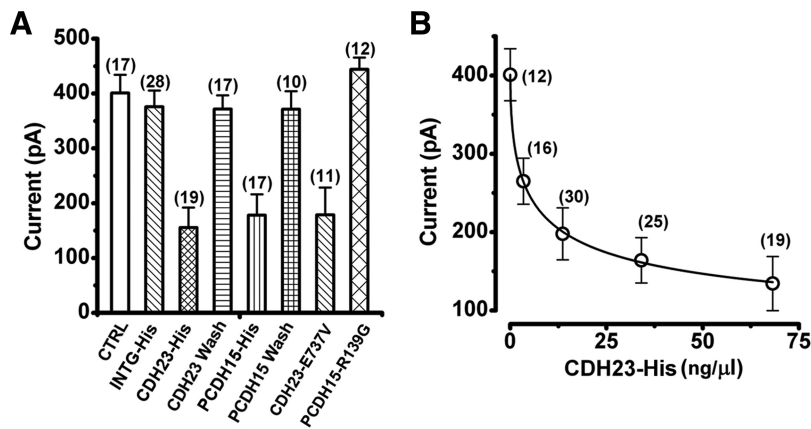 A
Current (pA)
500
400
300
200
100
0
(17)
(28)
(19)
(17)
(17)
(10)
(11)
(12)
CTRL
INTG-His
CDH23-His
CDH23 Wash
PCDH15-His
PCDH15 Wash
CDH23-E737V
PCDH15-R139G
B
Current (pA)
400
300
200
100
(12)
(16)
(30)
(25)
(19)
0
25
50
75
CDH23-His (ng/μl)